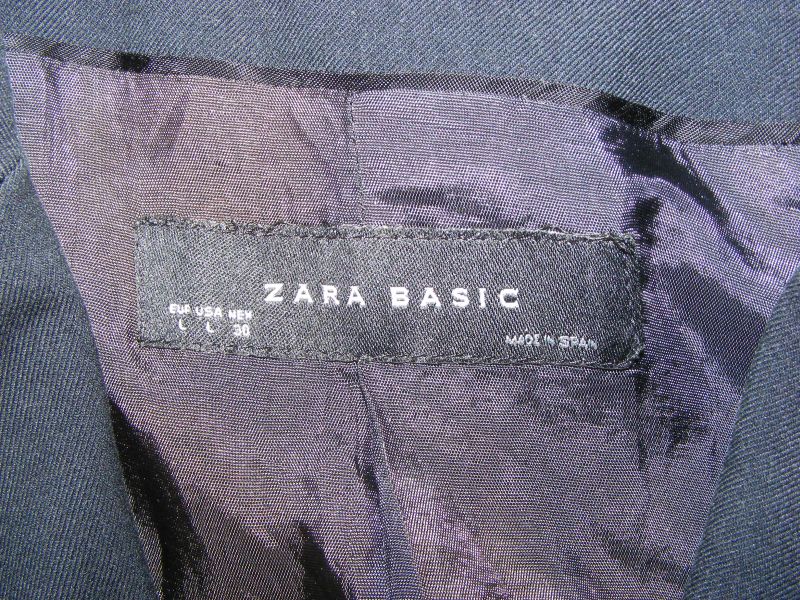 ZARA BASIC
EUR USA MEX
L L 30
MADE IN SPAIN